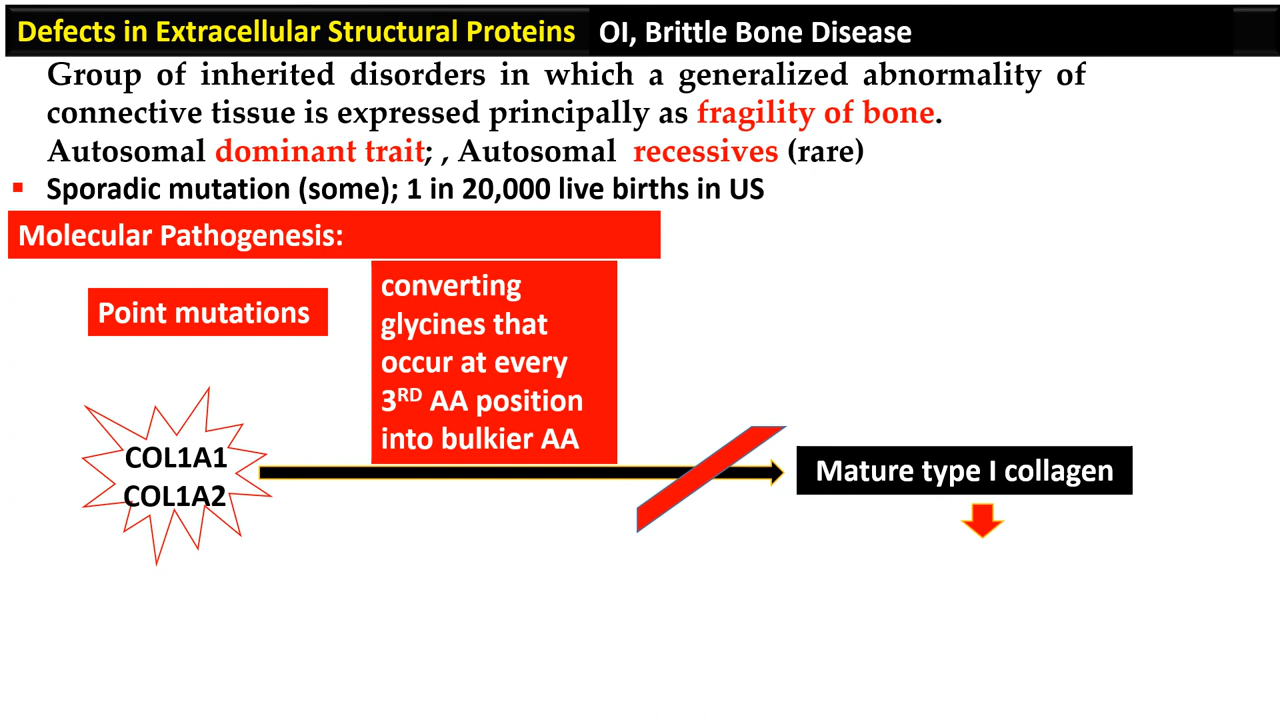 Defects in Extracellular Structural Proteins OI, Brittle Bone Disease
Group of inherited disorders in which a generalized abnormality of
connective tissue is expressed principally as fragility of bone.
Autosomal dominant trait; , Autosomal recessives (rare)
▪ Sporadic mutation (some); 1 in 20,000 live births in US
Molecular Pathogenesis:
Point mutations
converting
glycines that
occur at every
3RD AA position
into bulkier AA
COL1A1
COL1A2
Mature type I collagen